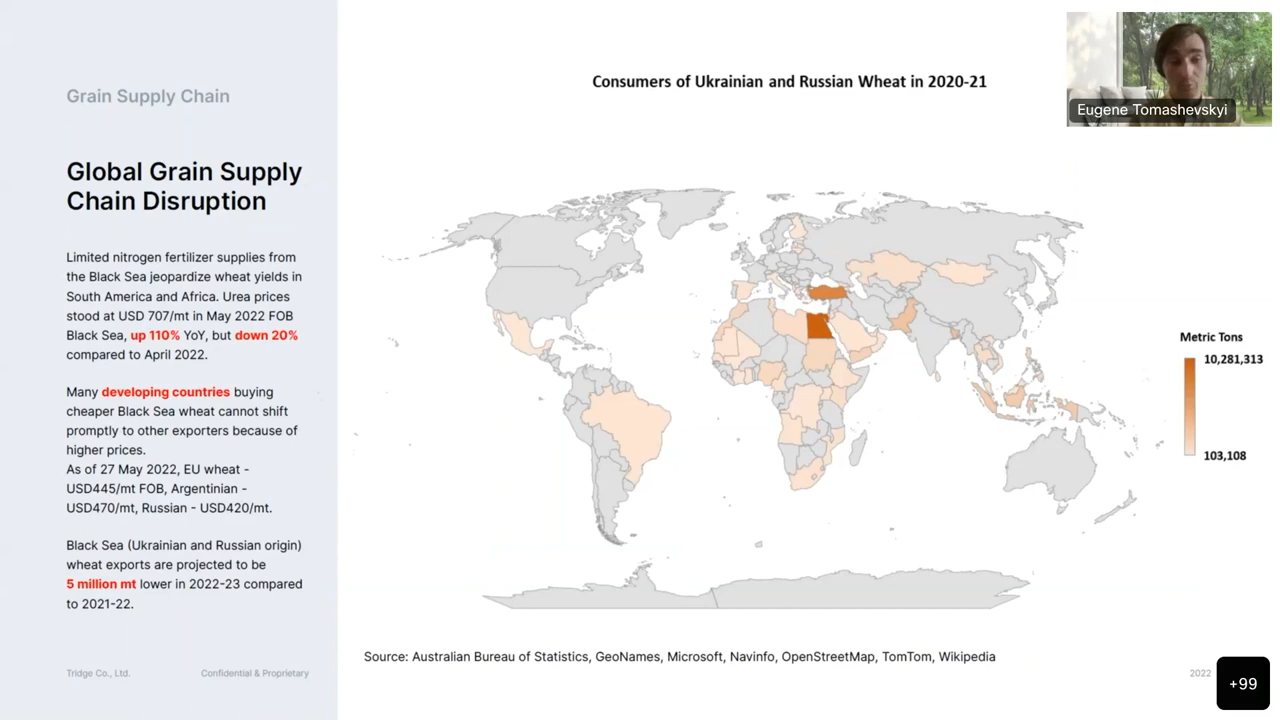 Grain Supply Chain
Global Grain Supply
Chain Disruption
Limited nitrogen fertilizer supplies from
the Black Sea jeopardize wheat yields in
South America and Africa. Urea prices
stood at USD 707/mt in May 2022 FOB
Black Sea, up 110% YoY, but down 20%
compared to April 2022.
Many developing countries buying
cheaper Black Sea wheat cannot shift
promptly to other exporters because of
higher prices.
As of 27 May 2022, EU wheat -
USD445/mt FOB, Argentinian -
USD470/mt, Russian - USD420/mt.
Black Sea (Ukrainian and Russian origin)
wheat exports are projected to be
5 million mt lower in 2022-23 compared
to 2021-22.
Tridge Co., Ltd.
Confidential & Proprietary
Consumers of Ukrainian and Russian Wheat in 2020-21
Eugene Tomashevskyi
Metric Tons
10,281,313
103,108
Source: Australian Bureau of Statistics, GeoNames, Microsoft, Navinfo, OpenStreetMap, TomTom, Wikipedia
2022
+99